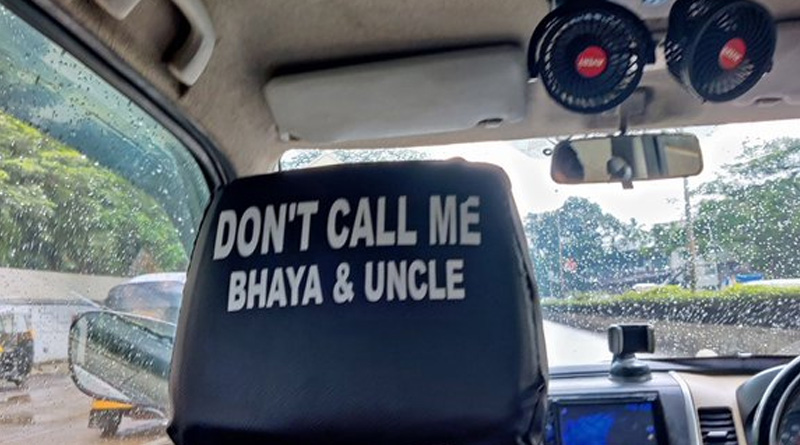 DON'T CALL ME
BHAYA & UNCLE